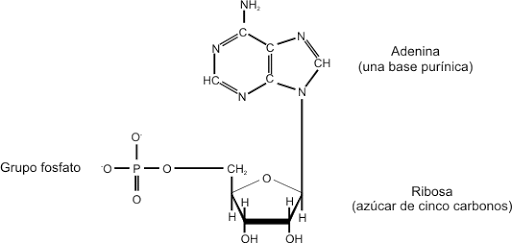 NH₂
C
N
C
N
Adenina
(una base purínica)
HC
C
CH
N
N
O⁻
Grupo fosfato
⁻O
P
O
CH₂
O
O
Ribosa
(azúcar de cinco carbonos)
H
H
H
H
OH
OH